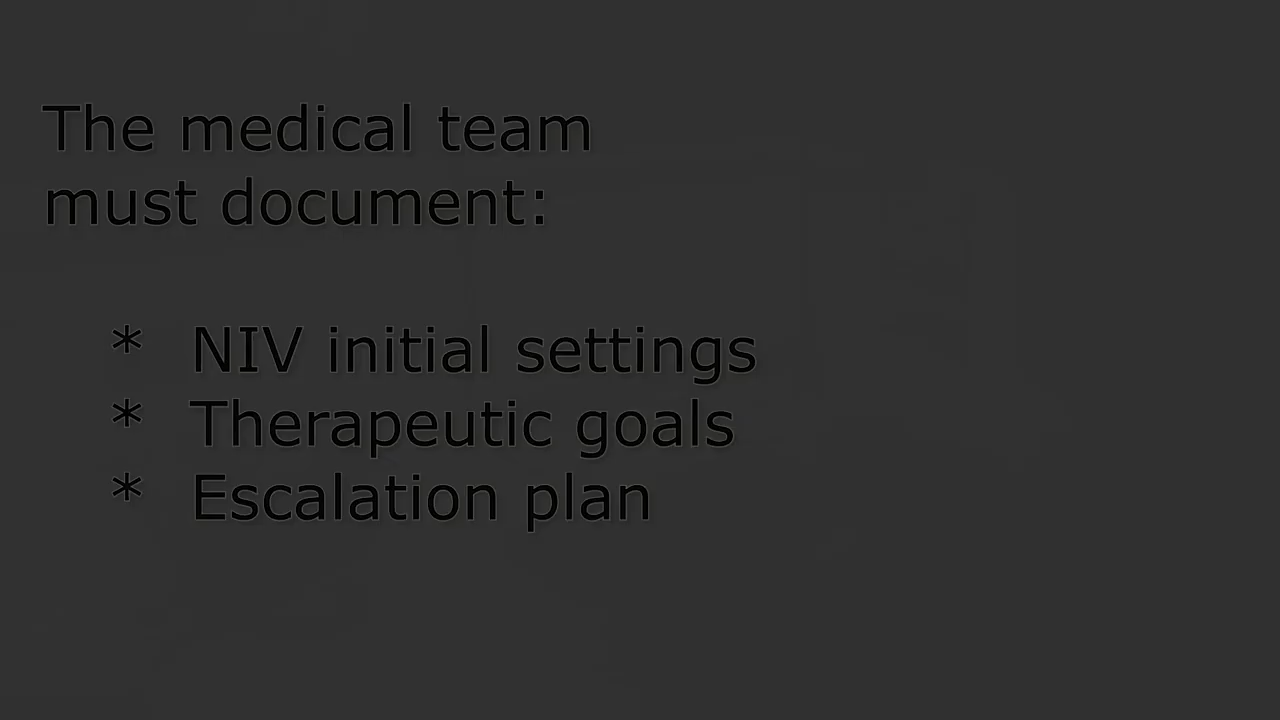 The medical team
must document:
* NIV initial settings
* Therapeutic goals
* Escalation plan